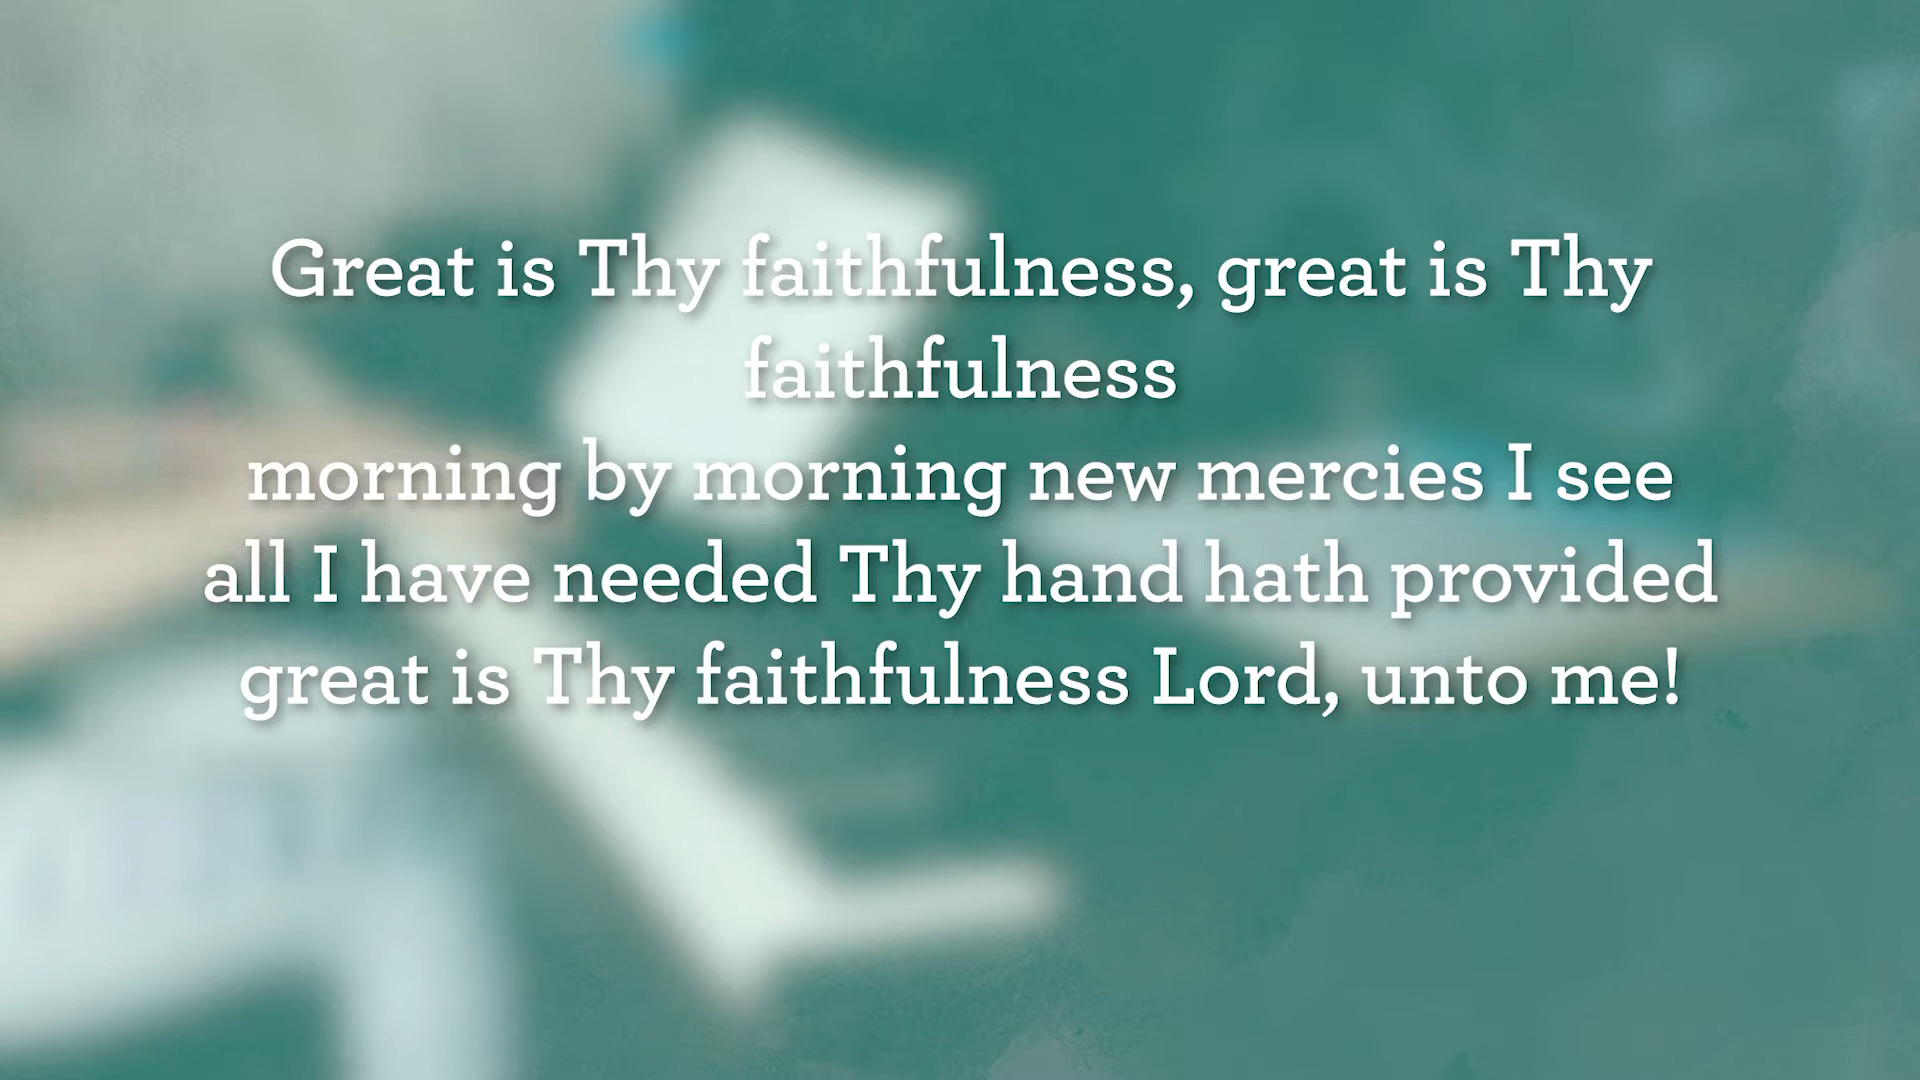 Great is Thy faithfulness, great is Thy
faithfulness
morning by morning new mercies I see
all I have needed Thy hand hath provided
great is Thy faithfulness Lord, unto me!